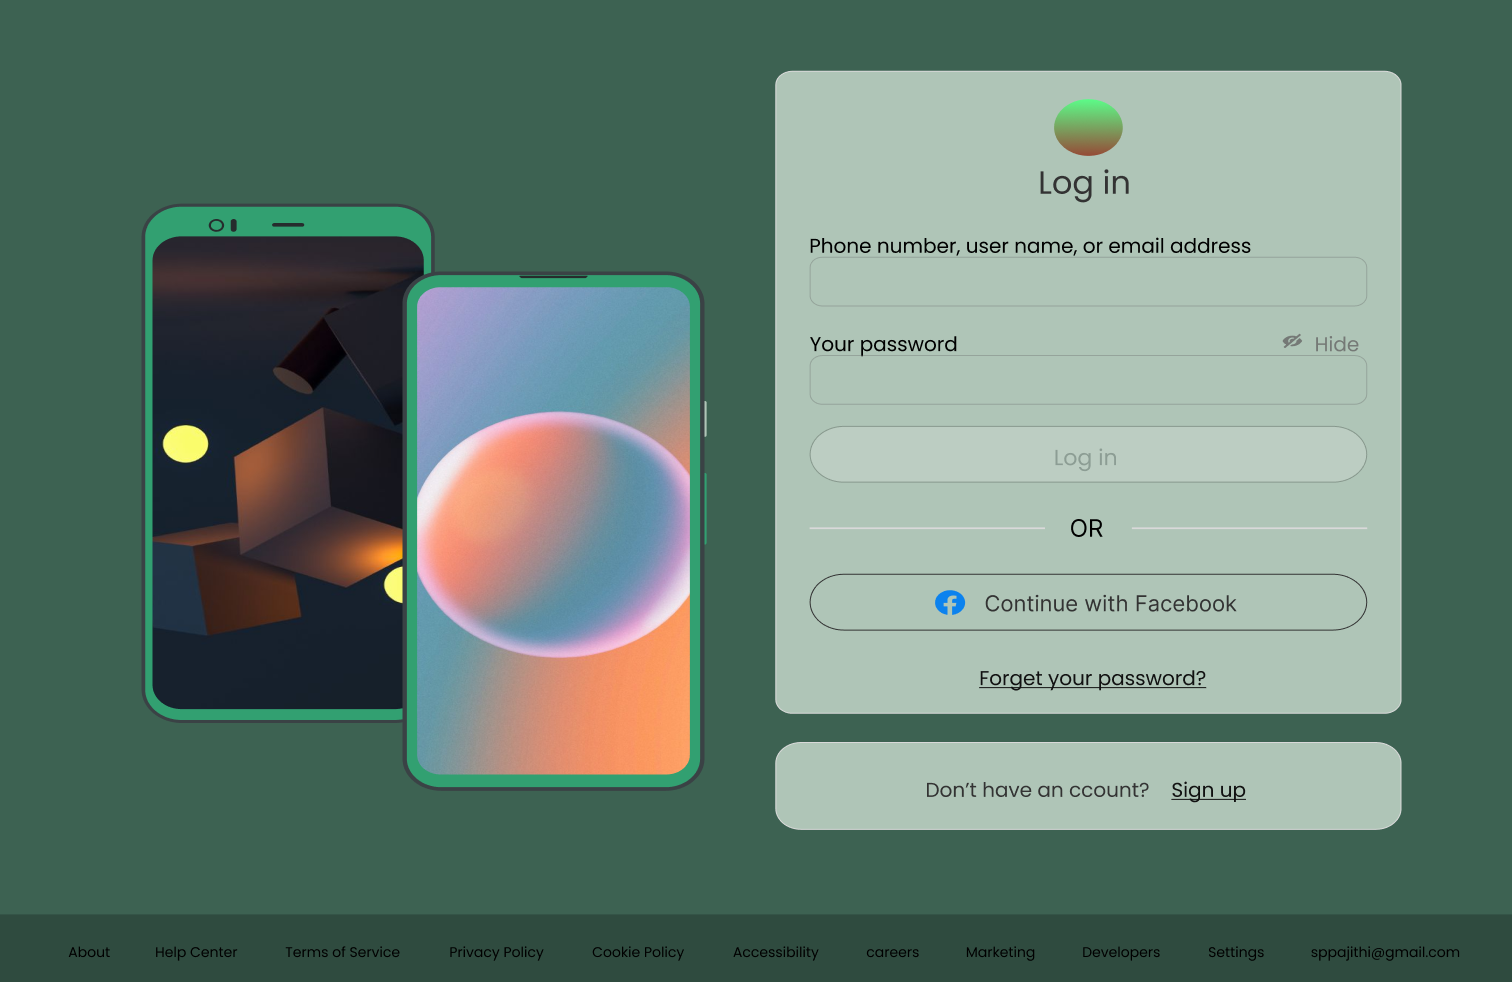 Log in
Phone number, user name, or email address
Your password
Hide
Log in
OR
Continue with Facebook
Forget your password?
Don’t have an ccount? Sign up
About Help Center Terms of Service Privacy Policy Cookie Policy Accessibility careers Marketing Developers Settings sppajithi@gmail.com